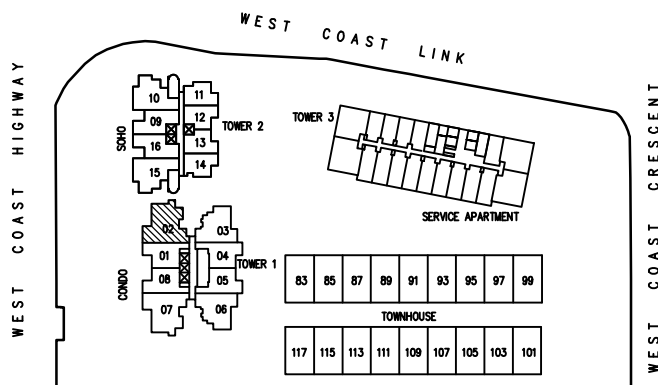 WEST COAST LINK
WEST COAST HIGHWAY
WEST COAST CRESCENT
10
11
09
12
TOWER 2
SOHO
16
13
15
14
TOWER 3
SERVICE APARTMENT
02
03
01
04
TOWER 1
CONDO
08
05
07
06
83 85 87 89 91 93 95 97 99
TOWNHOUSE
117 115 113 111 109 107 105 103 101